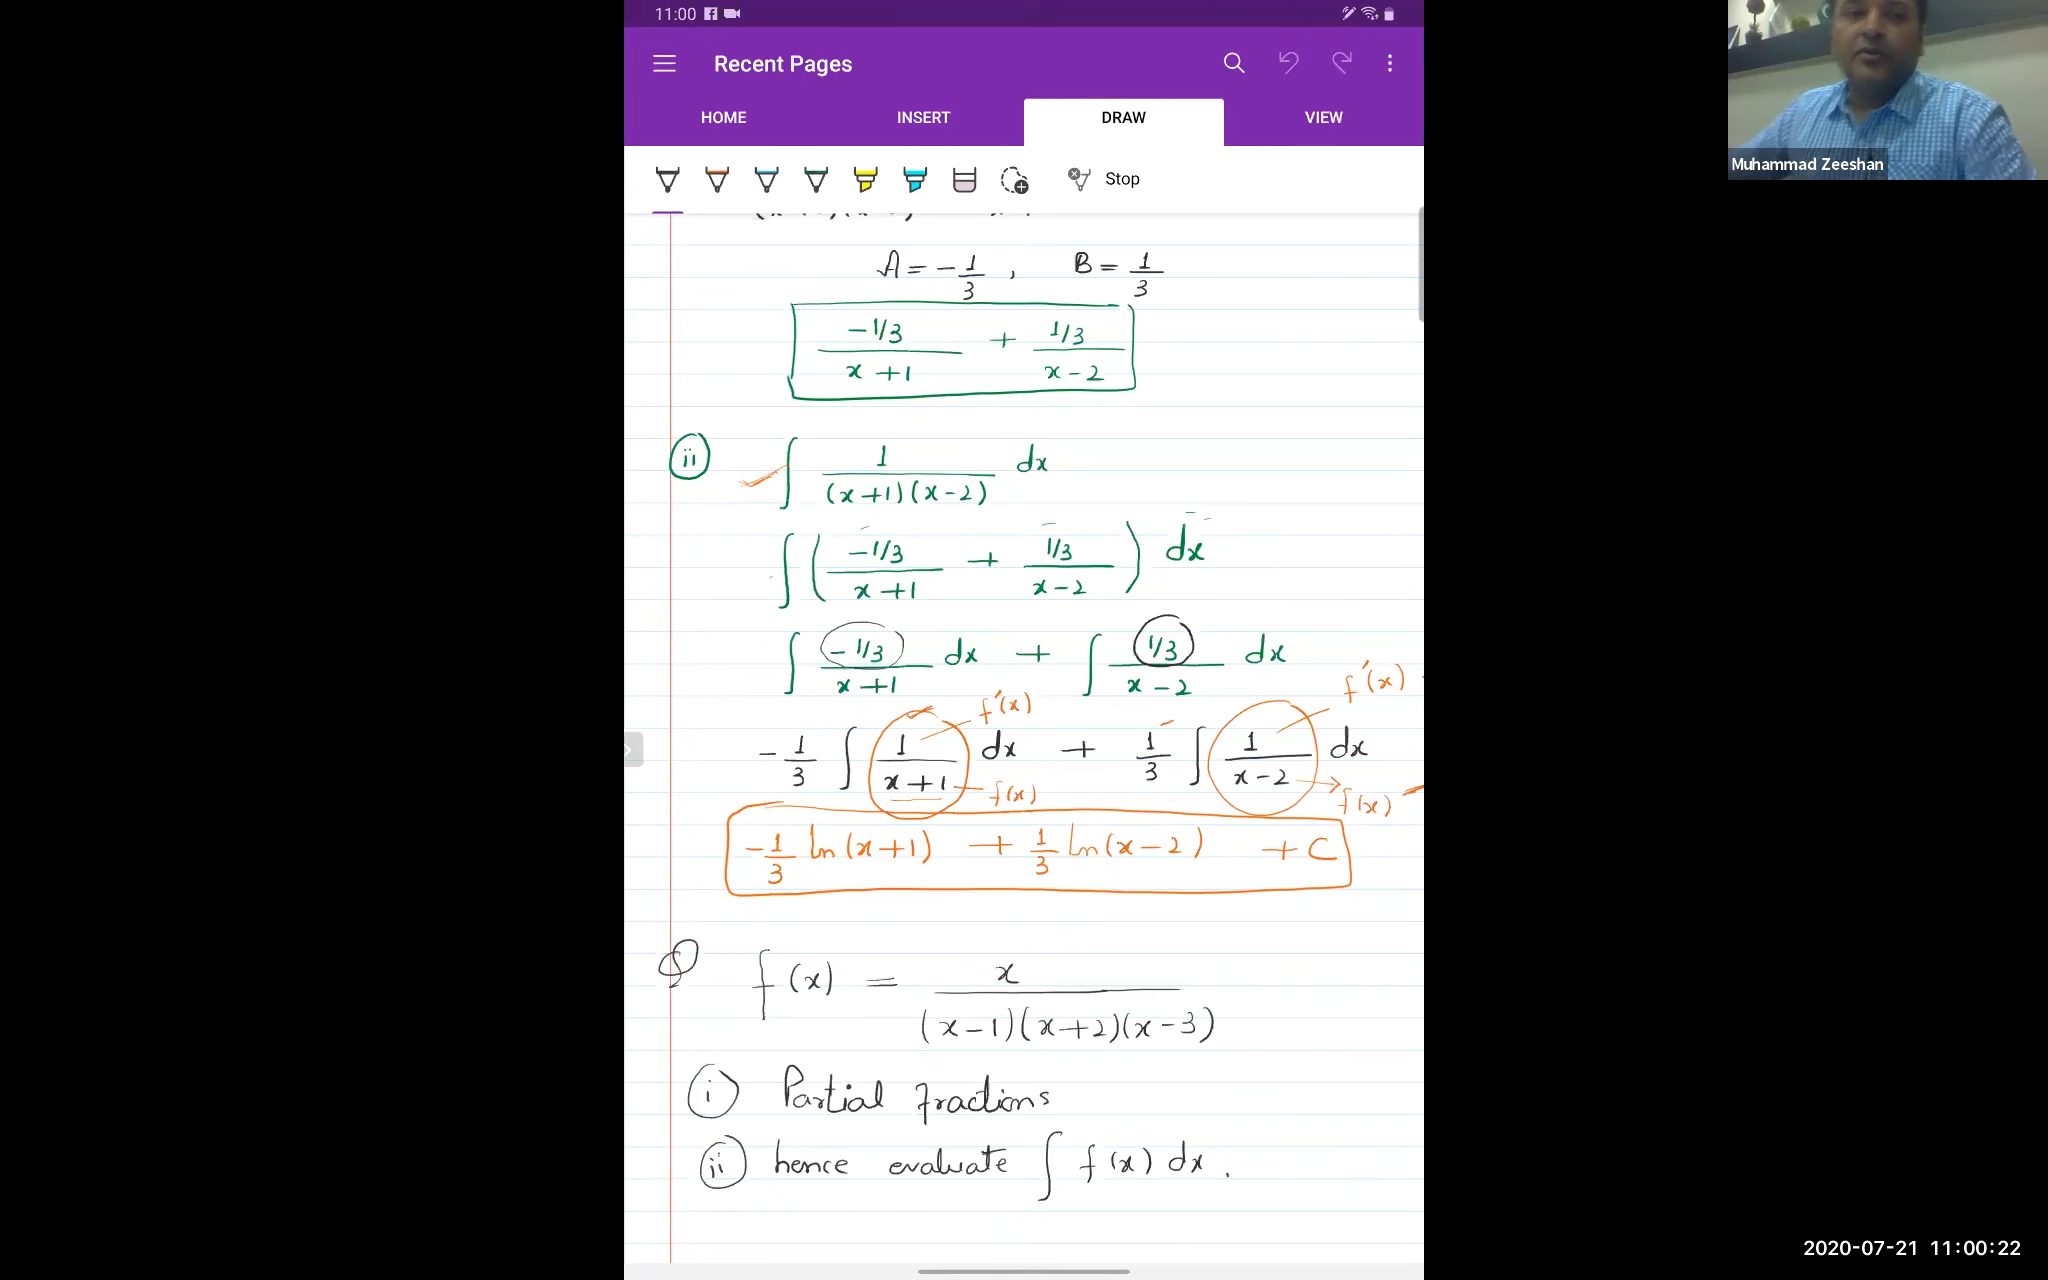 11:00
Recent Pages
HOME INSERT DRAW VIEW
Stop
Muhammad Zeeshan
A = -1/3 , B = 1/3
(-1/3)/(x+1) + (1/3)/(x-2)
(ii) ∫ 1/((x+1)(x-2)) dx
∫ ( (-1/3)/(x+1) + (1/3)/(x-2) ) dx
∫ (-1/3)/(x+1) dx + ∫ (1/3)/(x-2) dx
f'(x) f'(x)
-1/3 ∫ 1/(x+1) dx + 1/3 ∫ 1/(x-2) dx
f(x) f(x)
-1/3 ln(x+1) + 1/3 ln(x-2) + C
Q f(x) = x/((x-1)(x+2)(x-3))
(i) Partial fractions
(ii) hence evaluate ∫ f(x) dx.
2020-07-21 11:00:22